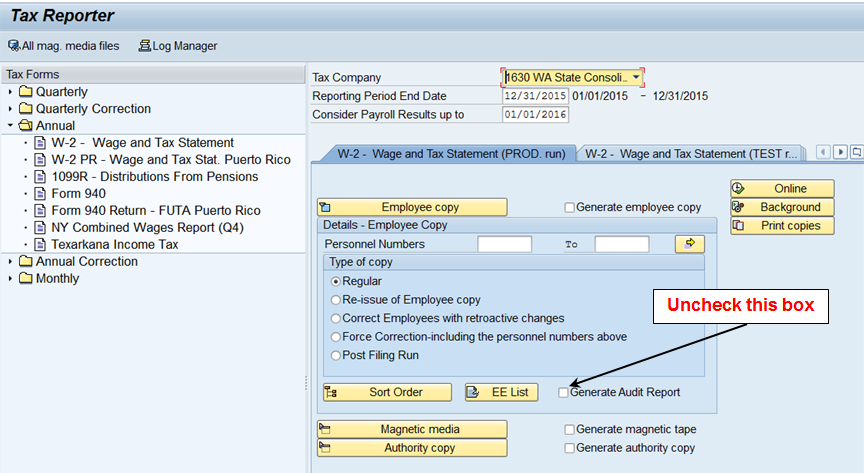 Tax Reporter
All mag. media files Log Manager
Tax Forms
Quarterly
Quarterly Correction
Annual
W-2 - Wage and Tax Statement
W-2 PR - Wage and Tax Stat. Puerto Rico
1099R - Distributions From Pensions
Form 940
Form 940 Return - FUTA Puerto Rico
NY Combined Wages Report (Q4)
Texarkana Income Tax
Annual Correction
Monthly
Tax Company 1630 WA State Consoli..
Reporting Period End Date 12/31/2015 01/01/2015 - 12/31/2015
Consider Payroll Results up to 01/01/2016
W-2 - Wage and Tax Statement (PROD. run) W-2 - Wage and Tax Statement (TEST r...
Online
Background
Print copies
Employee copy Generate employee copy
Details - Employee Copy
Personnel Numbers To
Type of copy
Regular
Re-issue of Employee copy
Correct Employees with retroactive changes
Force Correction-including the personnel numbers above
Post Filing Run
Uncheck this box
Sort Order EE List Generate Audit Report
Magnetic media Generate magnetic tape
Authority copy Generate authority copy